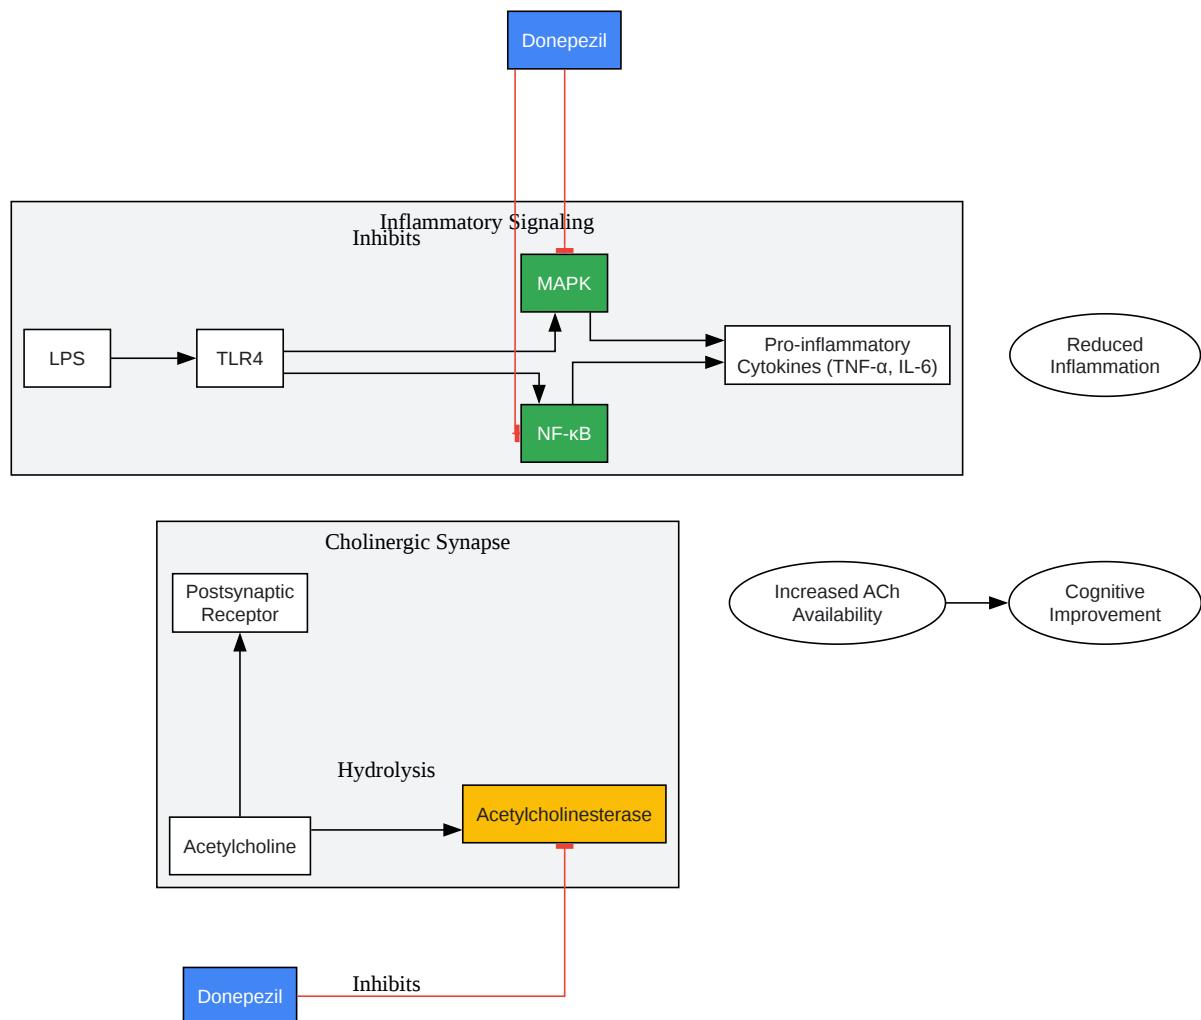 Donepezil
Inflammatory Signaling
Inhibits
MAPK
LPS
TLR4
Pro-inflammatory
Cytokines (TNF-α, IL-6)
Reduced
Inflammation
NF-κB
Cholinergic Synapse
Postsynaptic
Receptor
Increased ACh
Availability
Cognitive
Improvement
Hydrolysis
Acetylcholinesterase
Acetylcholine
Donepezil
Inhibits